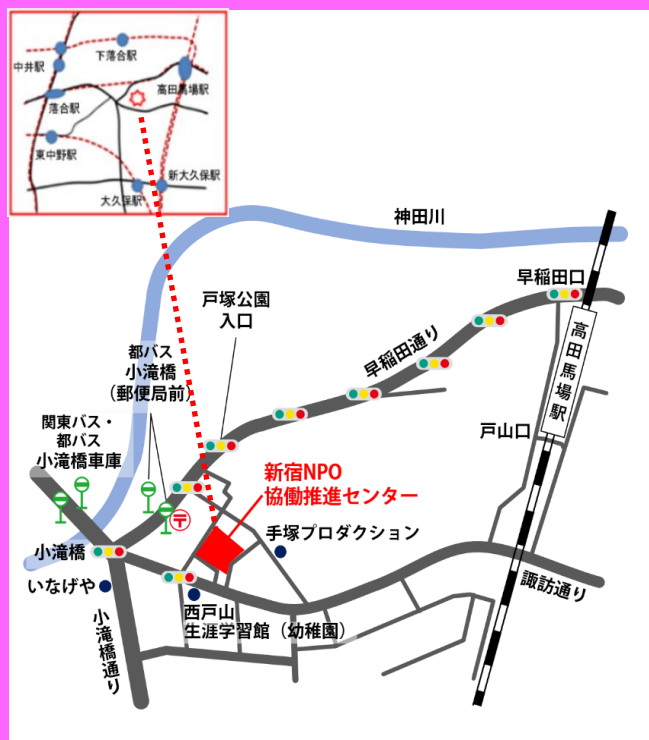 中井駅
下落合駅
高田馬場駅
落合駅
東中野駅
新大久保駅
大久保駅
神田川
早稲田口
戸塚公園
入口
早稲田通り
高田馬場駅
都バス
小滝橋
（郵便局前）
戸山口
関東バス・
都バス
小滝橋車庫
新宿NPO
協働推進センター
〒
手塚プロダクション
小滝橋
いなげや
西戸山
生涯学習館（幼稚園）
諏訪通り
小滝橋通り